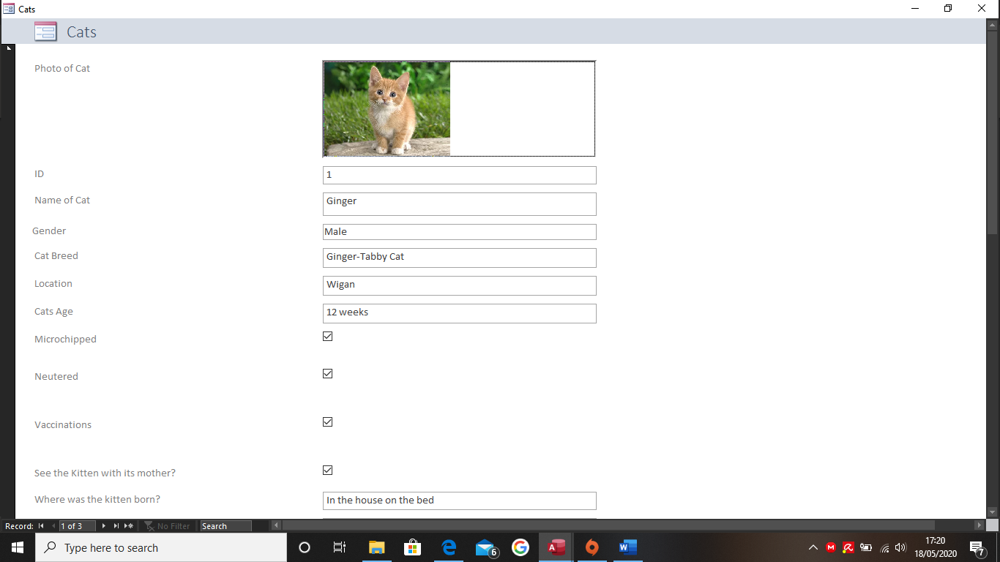 Cats
Cats
Photo of Cat
ID 1
Name of Cat Ginger
Gender Male
Cat Breed Ginger-Tabby Cat
Location Wigan
Cats Age 12 weeks
Microchipped
Neutered
Vaccinations
See the Kitten with its mother?
Where was the kitten born? In the house on the bed
Record: 1 of 3 No Filter Search
Type here to search 6 17:20
18/05/2020 7